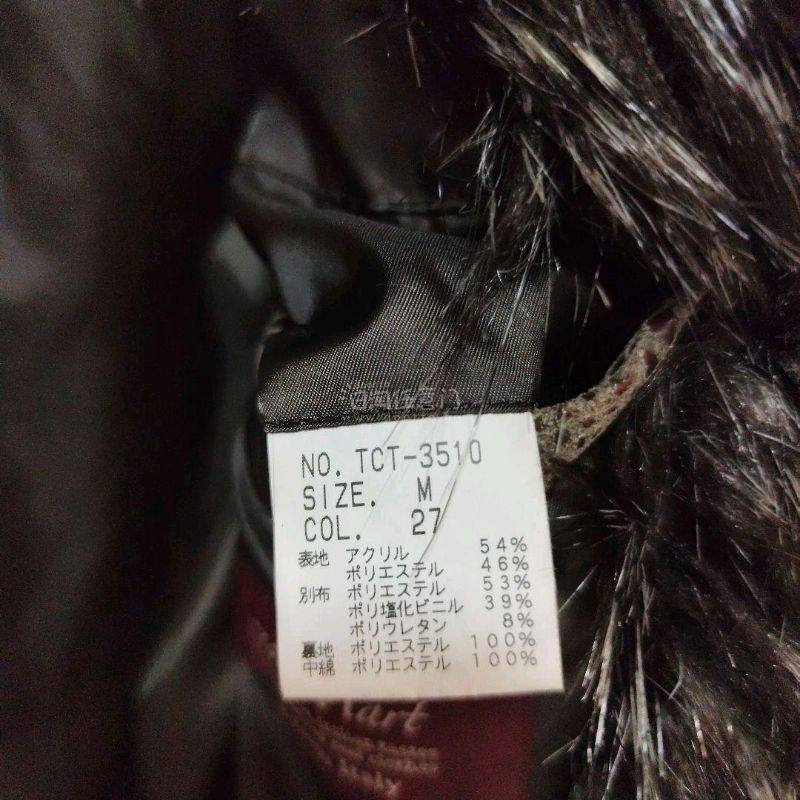 NO. TCT-3510
SIZE. M
COL. 27
表地 アクリル 54%
ポリエステル 46%
別布 ポリエステル 53%
ポリ塩化ビニル 39%
ポリウレタン 8%
裏地 ポリエステル 100%
中綿 ポリエステル 100%
Italy